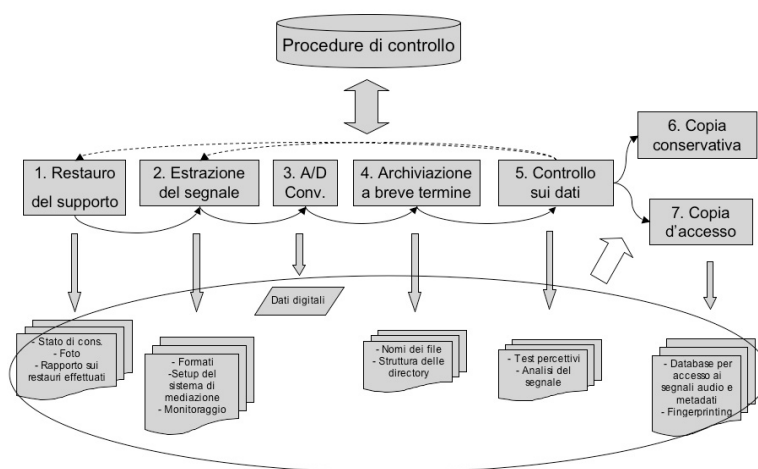 Procedure di controllo
1. Restauro
del supporto
2. Estrazione
del segnale
3. A/D
Conv.
4. Archiviazione
a breve termine
5. Controllo
sui dati
6. Copia
conservativa
7. Copia
d'accesso
Dati digitali
- Stato di cons.
- Foto
- Rapporto sui
restauri effettuati
- Formati
-Setup del
sistema di
mediazione
- Monitoraggio
- Nomi dei file
- Struttura delle
directory
- Test percettivi
- Analisi del
segnale
- Database per
accesso ai
segnali audio e
metadati
- Fingerprinting